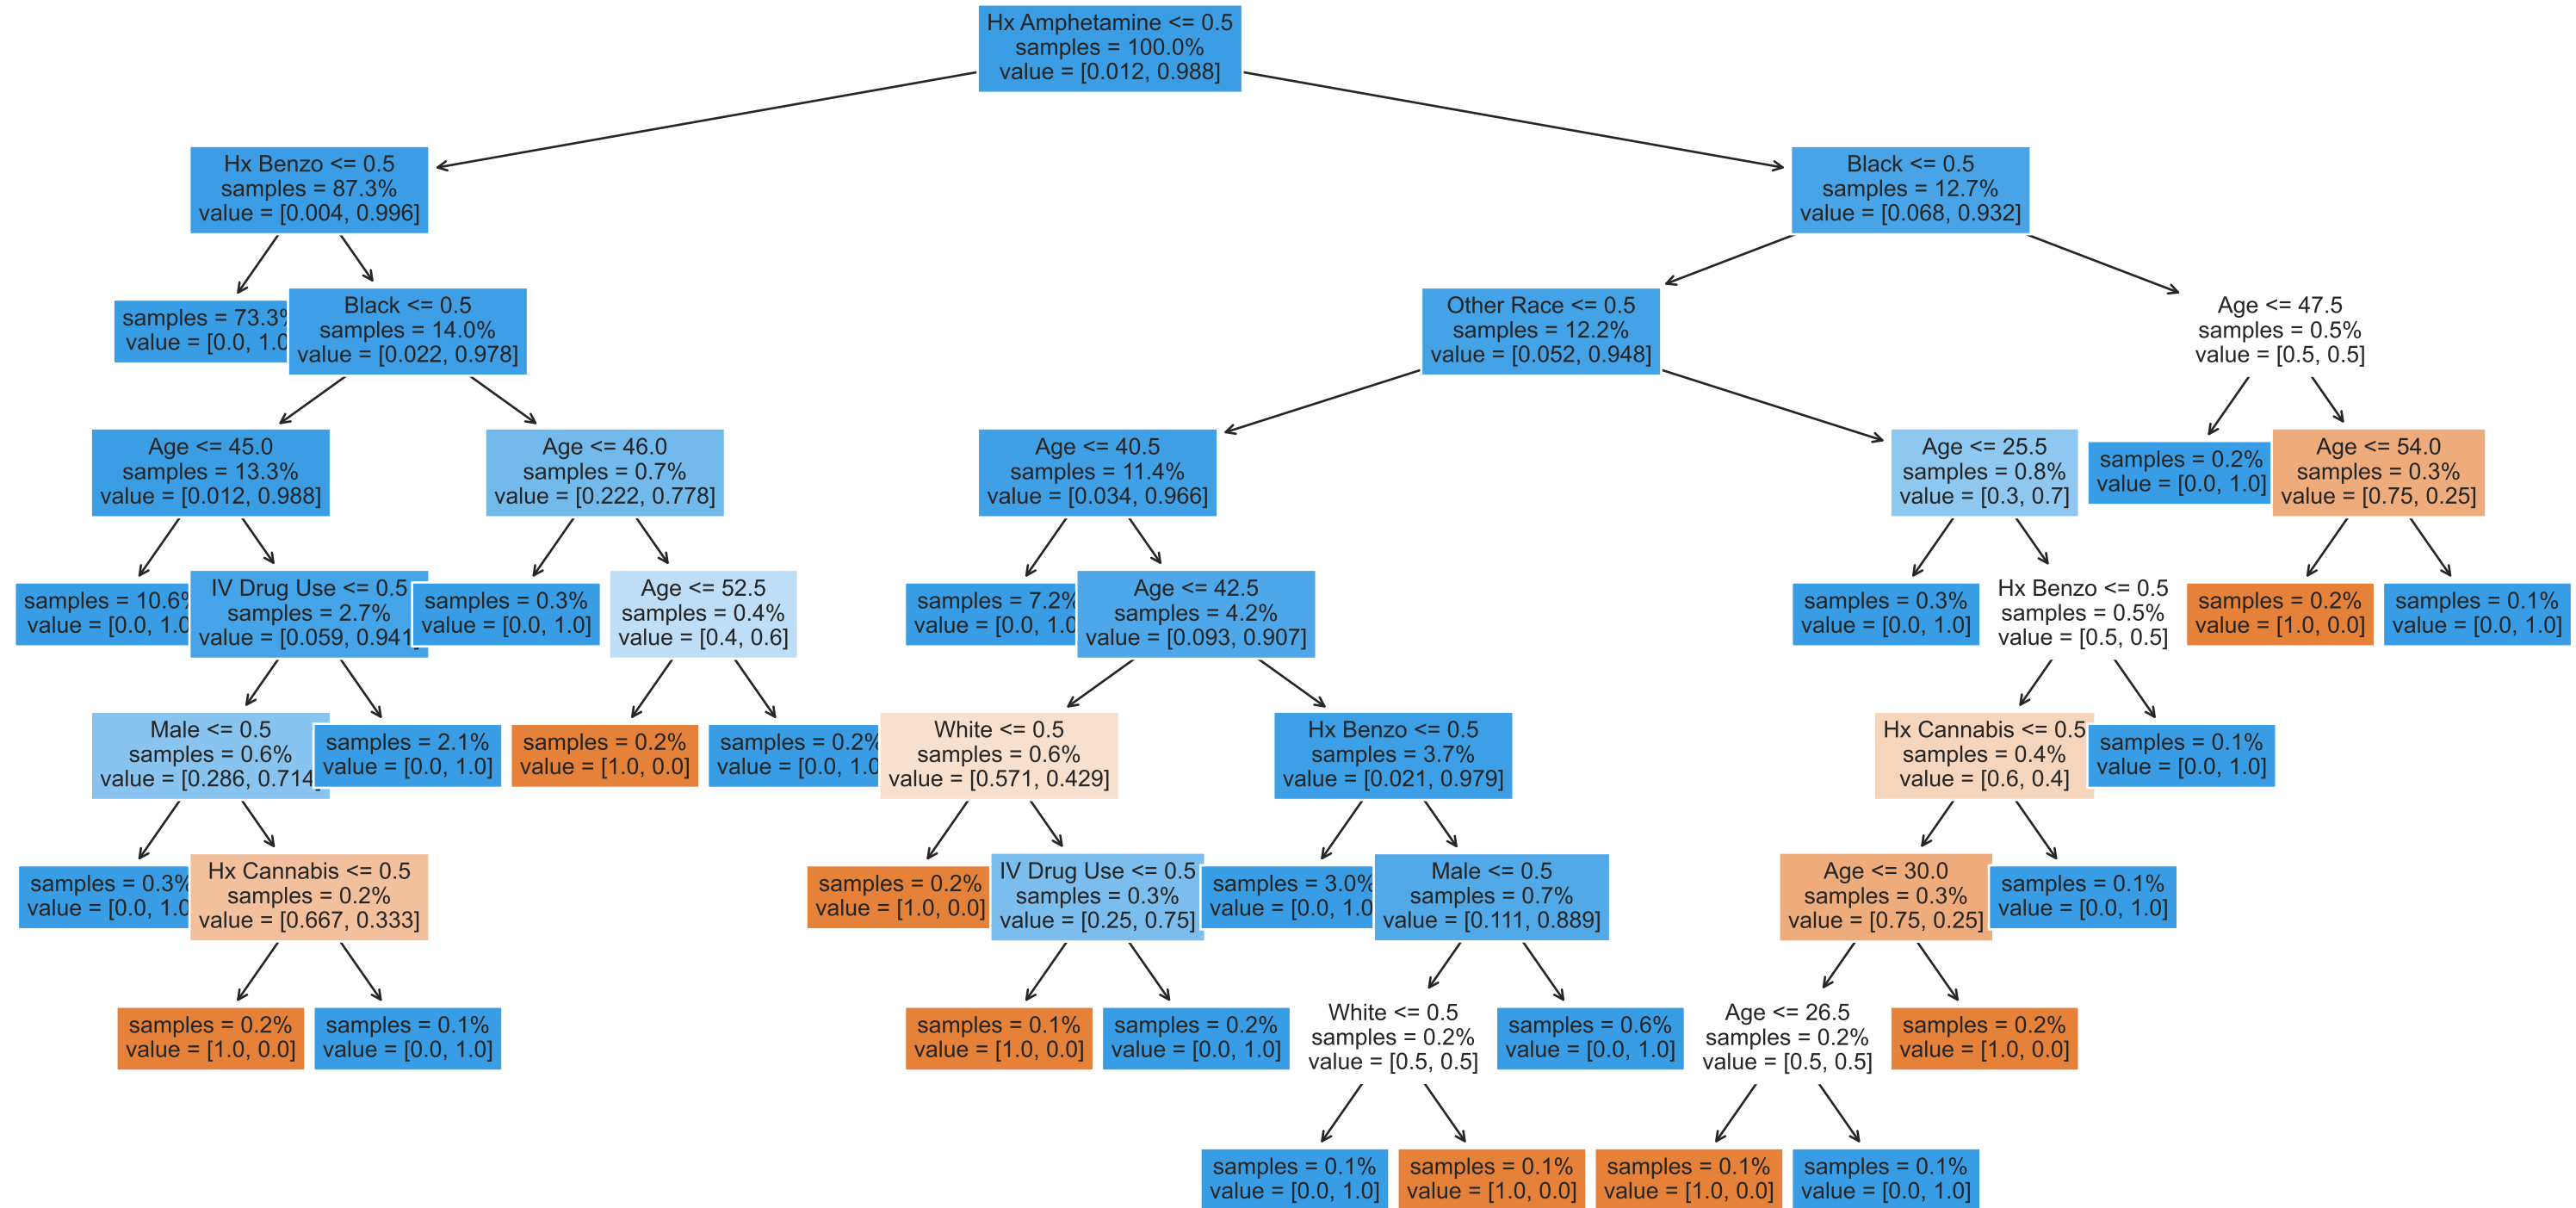 Hx Amphetamine <= 0.5
samples = 100.0%
value = [0.012, 0.988]
Hx Benzo <= 0.5
samples = 87.3%
value = [0.004, 0.996]
Black <= 0.5
samples = 12.7%
value = [0.068, 0.932]
samples = 73.3%
value = [0.0, 1.0
Black <= 0.5
samples = 14.0%
value = [0.022, 0.978]
Other Race <= 0.5
samples = 12.2%
value = [0.052, 0.948]
Age <= 47.5
samples = 0.5%
value = [0.5, 0.5]
Age <= 45.0
samples = 13.3%
value = [0.012, 0.988]
Age <= 46.0
samples = 0.7%
value = [0.222, 0.778]
Age <= 40.5
samples = 11.4%
value = [0.034, 0.966]
Age <= 25.5
samples = 0.8%
value = [0.3, 0.7]
samples = 0.2%
value = [0.0, 1.0]
Age <= 54.0
samples = 0.3%
value = [0.75, 0.25]
samples = 10.6%
value = [0.0, 1.0
IV Drug Use <= 0.5
samples = 2.7%
value = [0.059, 0.941
samples = 0.3%
value = [0.0, 1.0]
Age <= 52.5
samples = 0.4%
value = [0.4, 0.6]
samples = 7.2%
value = [0.0, 1.0
Age <= 42.5
samples = 4.2%
value = [0.093, 0.907]
samples = 0.3%
value = [0.0, 1.0]
Hx Benzo <= 0.5
samples = 0.5%
value = [0.5, 0.5]
samples = 0.2%
value = [1.0, 0.0]
samples = 0.1%
value = [0.0, 1.0]
Male <= 0.5
samples = 0.6%
value = [0.286, 0.714]
samples = 2.1%
value = [0.0, 1.0]
samples = 0.2%
value = [1.0, 0.0]
samples = 0.2%
value = [0.0, 1.0
White <= 0.5
samples = 0.6%
value = [0.571, 0.429]
Hx Benzo <= 0.5
samples = 3.7%
value = [0.021, 0.979]
Hx Cannabis <= 0.5
samples = 0.4%
value = [0.6, 0.4]
samples = 0.1%
value = [0.0, 1.0]
samples = 0.3%
value = [0.0, 1.0
Hx Cannabis <= 0.5
samples = 0.2%
value = [0.667, 0.333]
samples = 0.2%
value = [1.0, 0.0]
IV Drug Use <= 0.5
samples = 0.3%
value = [0.25, 0.75]
samples = 3.0%
value = [0.0, 1.0
Male <= 0.5
samples = 0.7%
value = [0.111, 0.889]
Age <= 30.0
samples = 0.3%
value = [0.75, 0.25]
samples = 0.1%
value = [0.0, 1.0]
samples = 0.2%
value = [1.0, 0.0]
samples = 0.1%
value = [0.0, 1.0]
samples = 0.1%
value = [1.0, 0.0]
samples = 0.2%
value = [0.0, 1.0]
White <= 0.5
samples = 0.2%
value = [0.5, 0.5]
samples = 0.6%
value = [0.0, 1.0]
Age <= 26.5
samples = 0.2%
value = [0.5, 0.5]
samples = 0.2%
value = [1.0, 0.0]
samples = 0.1%
value = [0.0, 1.0]
samples = 0.1%
value = [1.0, 0.0]
samples = 0.1%
value = [1.0, 0.0]
samples = 0.1%
value = [0.0, 1.0]